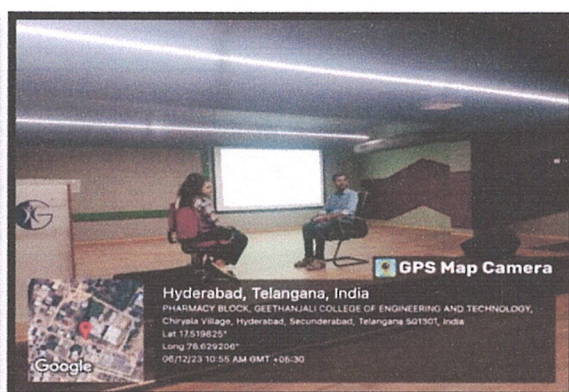 G
GPS Map Camera
Hyderabad, Telangana, India
PHARMACY BLOCK, GEETHANJALI COLLEGE OF ENGINEERING AND TECHNOLOGY,
Chiryala Village, Hyderabad, Secunderabad, Telangana 501301, India
Lat 17.519825°
Long 78.629206°
06/12/23 10:55 AM GMT +05:30
Google